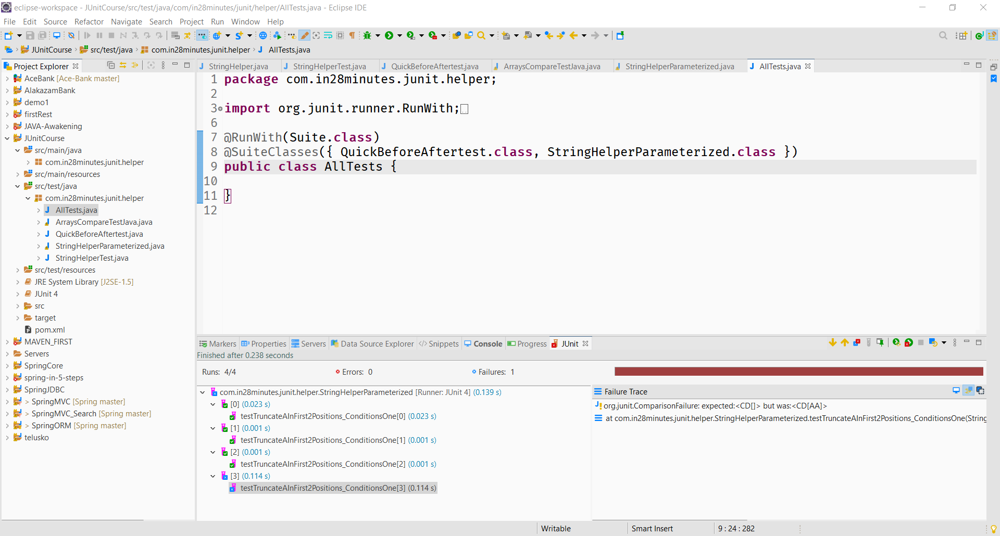 eclipse-workspace - JUnitCourse/src/test/java/com/in28minutes/junit/helper/AllTests.java - Eclipse IDE
File Edit Source Refactor Navigate Search Project Run Window Help
JUnitCourse src/test/java com.in28minutes.junit.helper AllTests.java
Project Explorer
AceBank [Ace-Bank master]
AlakazamBank
demo1
firstRest
JAVA-Awakening
JUnitCourse
src/main/java
com.in28minutes.junit.helper
src/main/resources
src/test/java
com.in28minutes.junit.helper
AllTests.java
ArraysCompareTestJava.java
QuickBeforeAftertest.java
StringHelperParameterized.java
StringHelperTest.java
src/test/resources
JRE System Library [J2SE-1.5]
JUnit 4
src
target
pom.xml
MAVEN_FIRST
Servers
SpringCore
spring-in-5-steps
SpringJDBC
> SpringMVC [Spring master]
> SpringMVC_Search [Spring master]
> SpringORM [Spring master]
telusko
StringHelper.java StringHelperTest.java QuickBeforeAftertest.java ArraysCompareTestJava.java StringHelperParameterized.java AllTests.java
1 package com.in28minutes.junit.helper;
2
3 import org.junit.runner.RunWith;
6
7 @RunWith(Suite.class)
8 @SuiteClasses({ QuickBeforeAftertest.class, StringHelperParameterized.class })
9 public class AllTests {
10
11 }
12
Markers Properties Servers Data Source Explorer Snippets Console Progress JUnit
Finished after 0.238 seconds
Runs: 4/4 Errors: 0 Failures: 1
com.in28minutes.junit.helper.StringHelperParameterized [Runner: JUnit 4] (0.139 s)
[0] (0.023 s)
testTruncateAInFirst2Positions_ConditionsOne[0] (0.023 s)
[1] (0.001 s)
testTruncateAInFirst2Positions_ConditionsOne[1] (0.001 s)
[2] (0.001 s)
testTruncateAInFirst2Positions_ConditionsOne[2] (0.001 s)
[3] (0.114 s)
testTruncateAInFirst2Positions_ConditionsOne[3] (0.114 s)
Failure Trace
org.junit.ComparisonFailure: expected:<CD[]> but was:<CD[AA]>
at com.in28minutes.junit.helper.StringHelperParameterized.testTruncateAInFirst2Positions_ConditionsOne(String
Writable Smart Insert 9 : 24 : 282